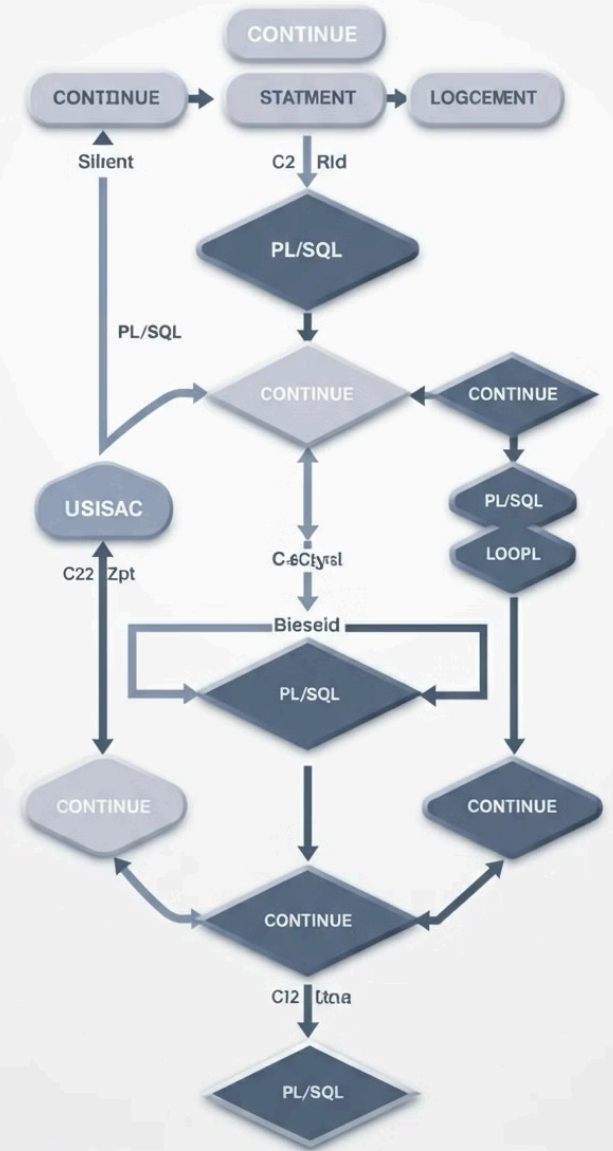 CONTINUE
CONTINUE
STATMENT
LOGCEMENT
C2 Rld
PL/SQL
PL/SQL
CONTINUE
CONTINUE
PL/SQL
USISAC
LOOPL
C22 Zpt
Bieseid
PL/SQL
CONTINUE
CONTINUE
CONTINUE
C12
PL/SQL